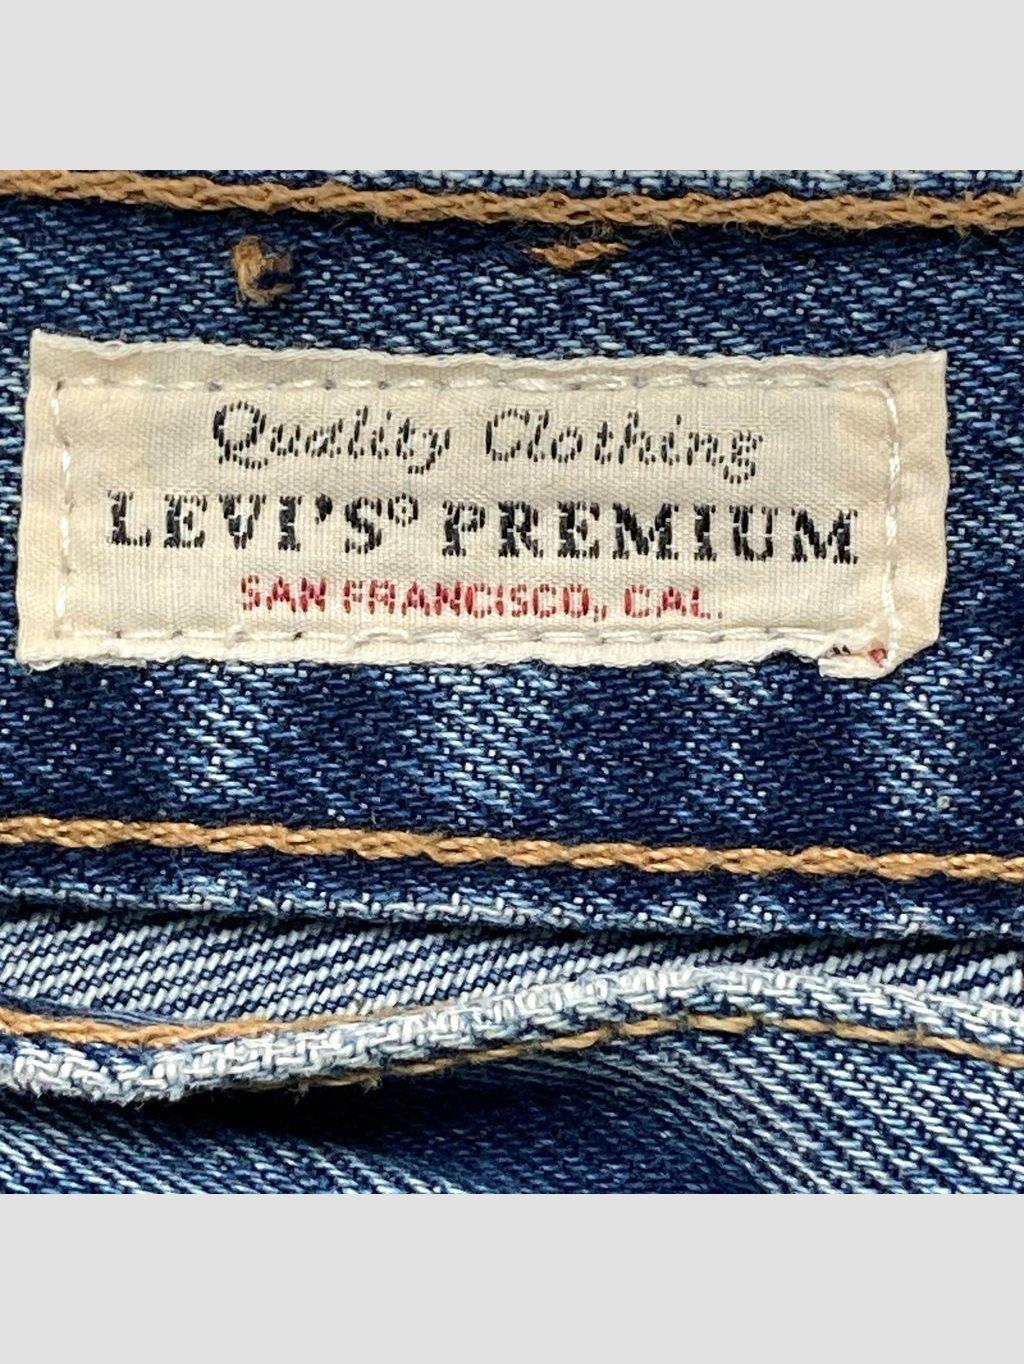 Quality Clothing
LEVI'S® PREMIUM
SAN FRANCISCO, CAL.